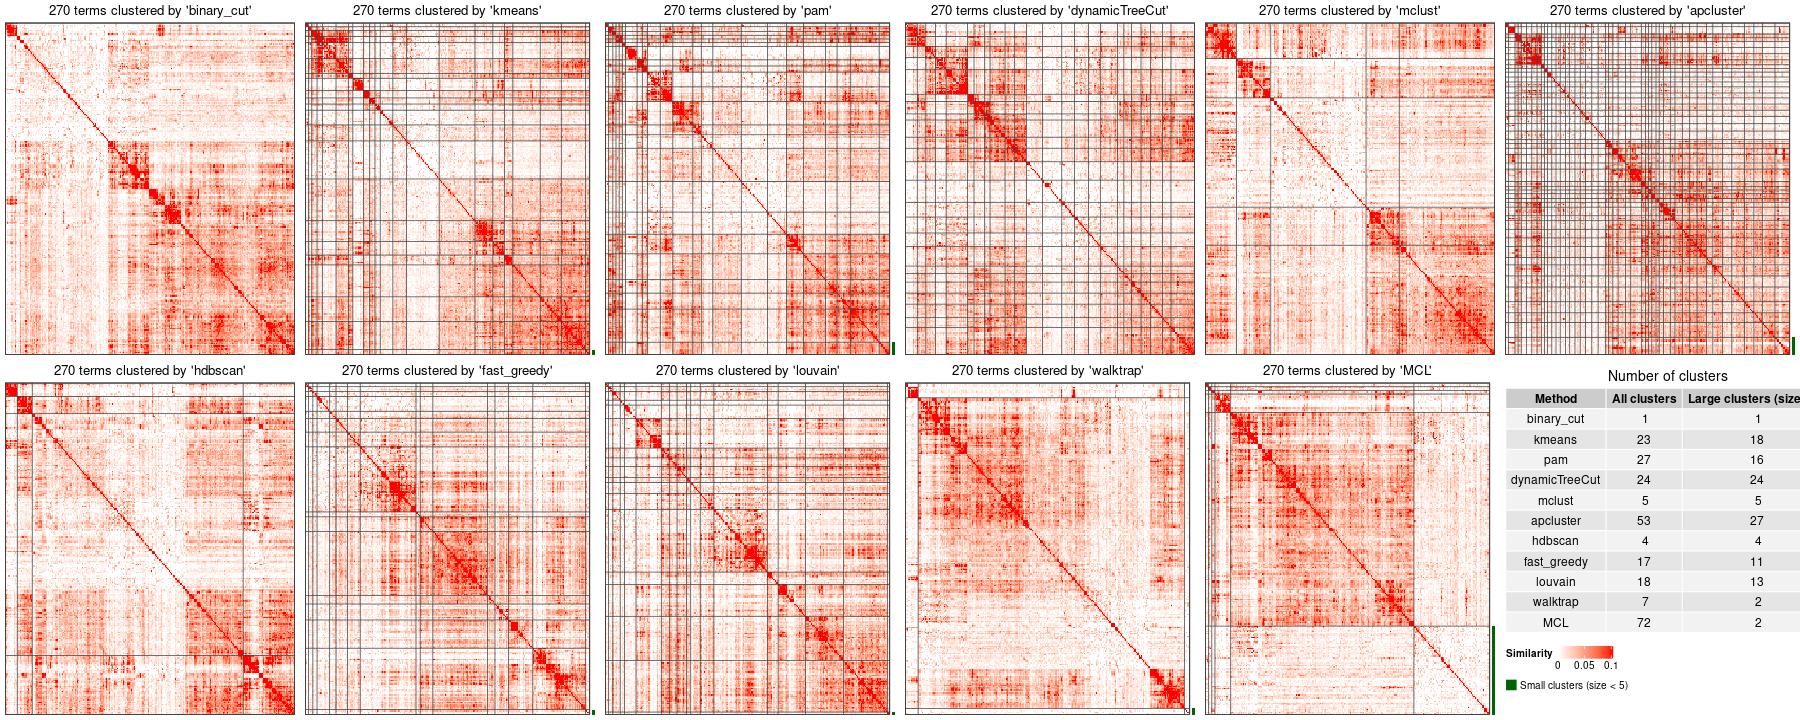 270 terms clustered by 'binary_cut'
270 terms clustered by 'kmeans'
270 terms clustered by 'pam'
270 terms clustered by 'dynamicTreeCut'
270 terms clustered by 'mclust'
270 terms clustered by 'apcluster'
270 terms clustered by 'hdbscan'
270 terms clustered by 'fast_greedy'
270 terms clustered by 'louvain'
270 terms clustered by 'walktrap'
270 terms clustered by 'MCL'
Number of clusters
Method All clusters Large clusters (size
binary_cut 1 1
kmeans 23 18
pam 27 16
dynamicTreeCut 24 24
mclust 5 5
apcluster 53 27
hdbscan 4 4
fast_greedy 17 11
louvain 18 13
walktrap 7 2
MCL 72 2
Similarity
0 0.05 0.1
Small clusters (size < 5)